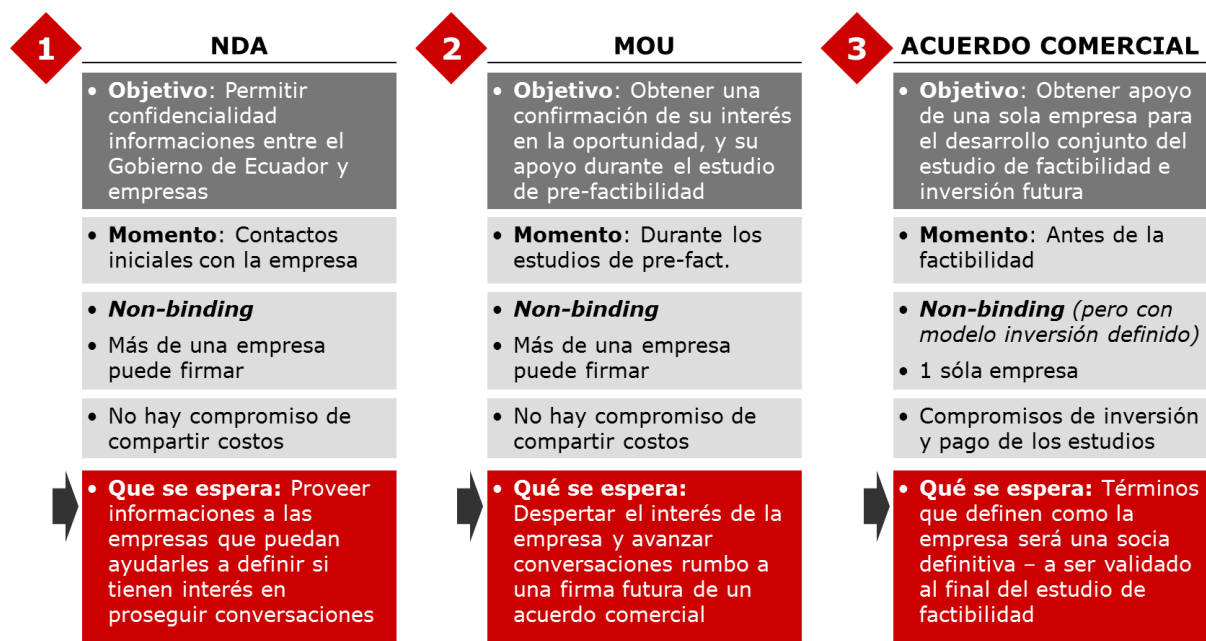 1
NDA
• Objetivo: Permitir
confidencialidad
informaciones entre el
Gobierno de Ecuador y
empresas
• Momento: Contactos
iniciales con la empresa
• Non-binding
• Más de una empresa
puede firmar
• No hay compromiso de
compartir costos
• Que se espera: Proveer
informaciones a las
empresas que puedan
ayudarles a definir si
tienen interés en
proseguir conversaciones
2
MOU
• Objetivo: Obtener una
confirmación de su interés
en la oportunidad, y su
apoyo durante el estudio
de pre-factibilidad
• Momento: Durante los
estudios de pre-fact.
• Non-binding
• Más de una empresa
puede firmar
• No hay compromiso de
compartir costos
• Qué se espera:
Despertar el interés de la
empresa y avanzar
conversaciones rumbo a
una firma futura de un
acuerdo comercial
3
ACUERDO COMERCIAL
• Objetivo: Obtener apoyo
de una sola empresa para
el desarrollo conjunto del
estudio de factibilidad e
inversión futura
• Momento: Antes de la
factibilidad
• Non-binding (pero con
modelo inversión definido)
• 1 sóla empresa
• Compromisos de inversión
y pago de los estudios
• Qué se espera: Términos
que definen como la
empresa será una socia
definitiva – a ser validado
al final del estudio de
factibilidad